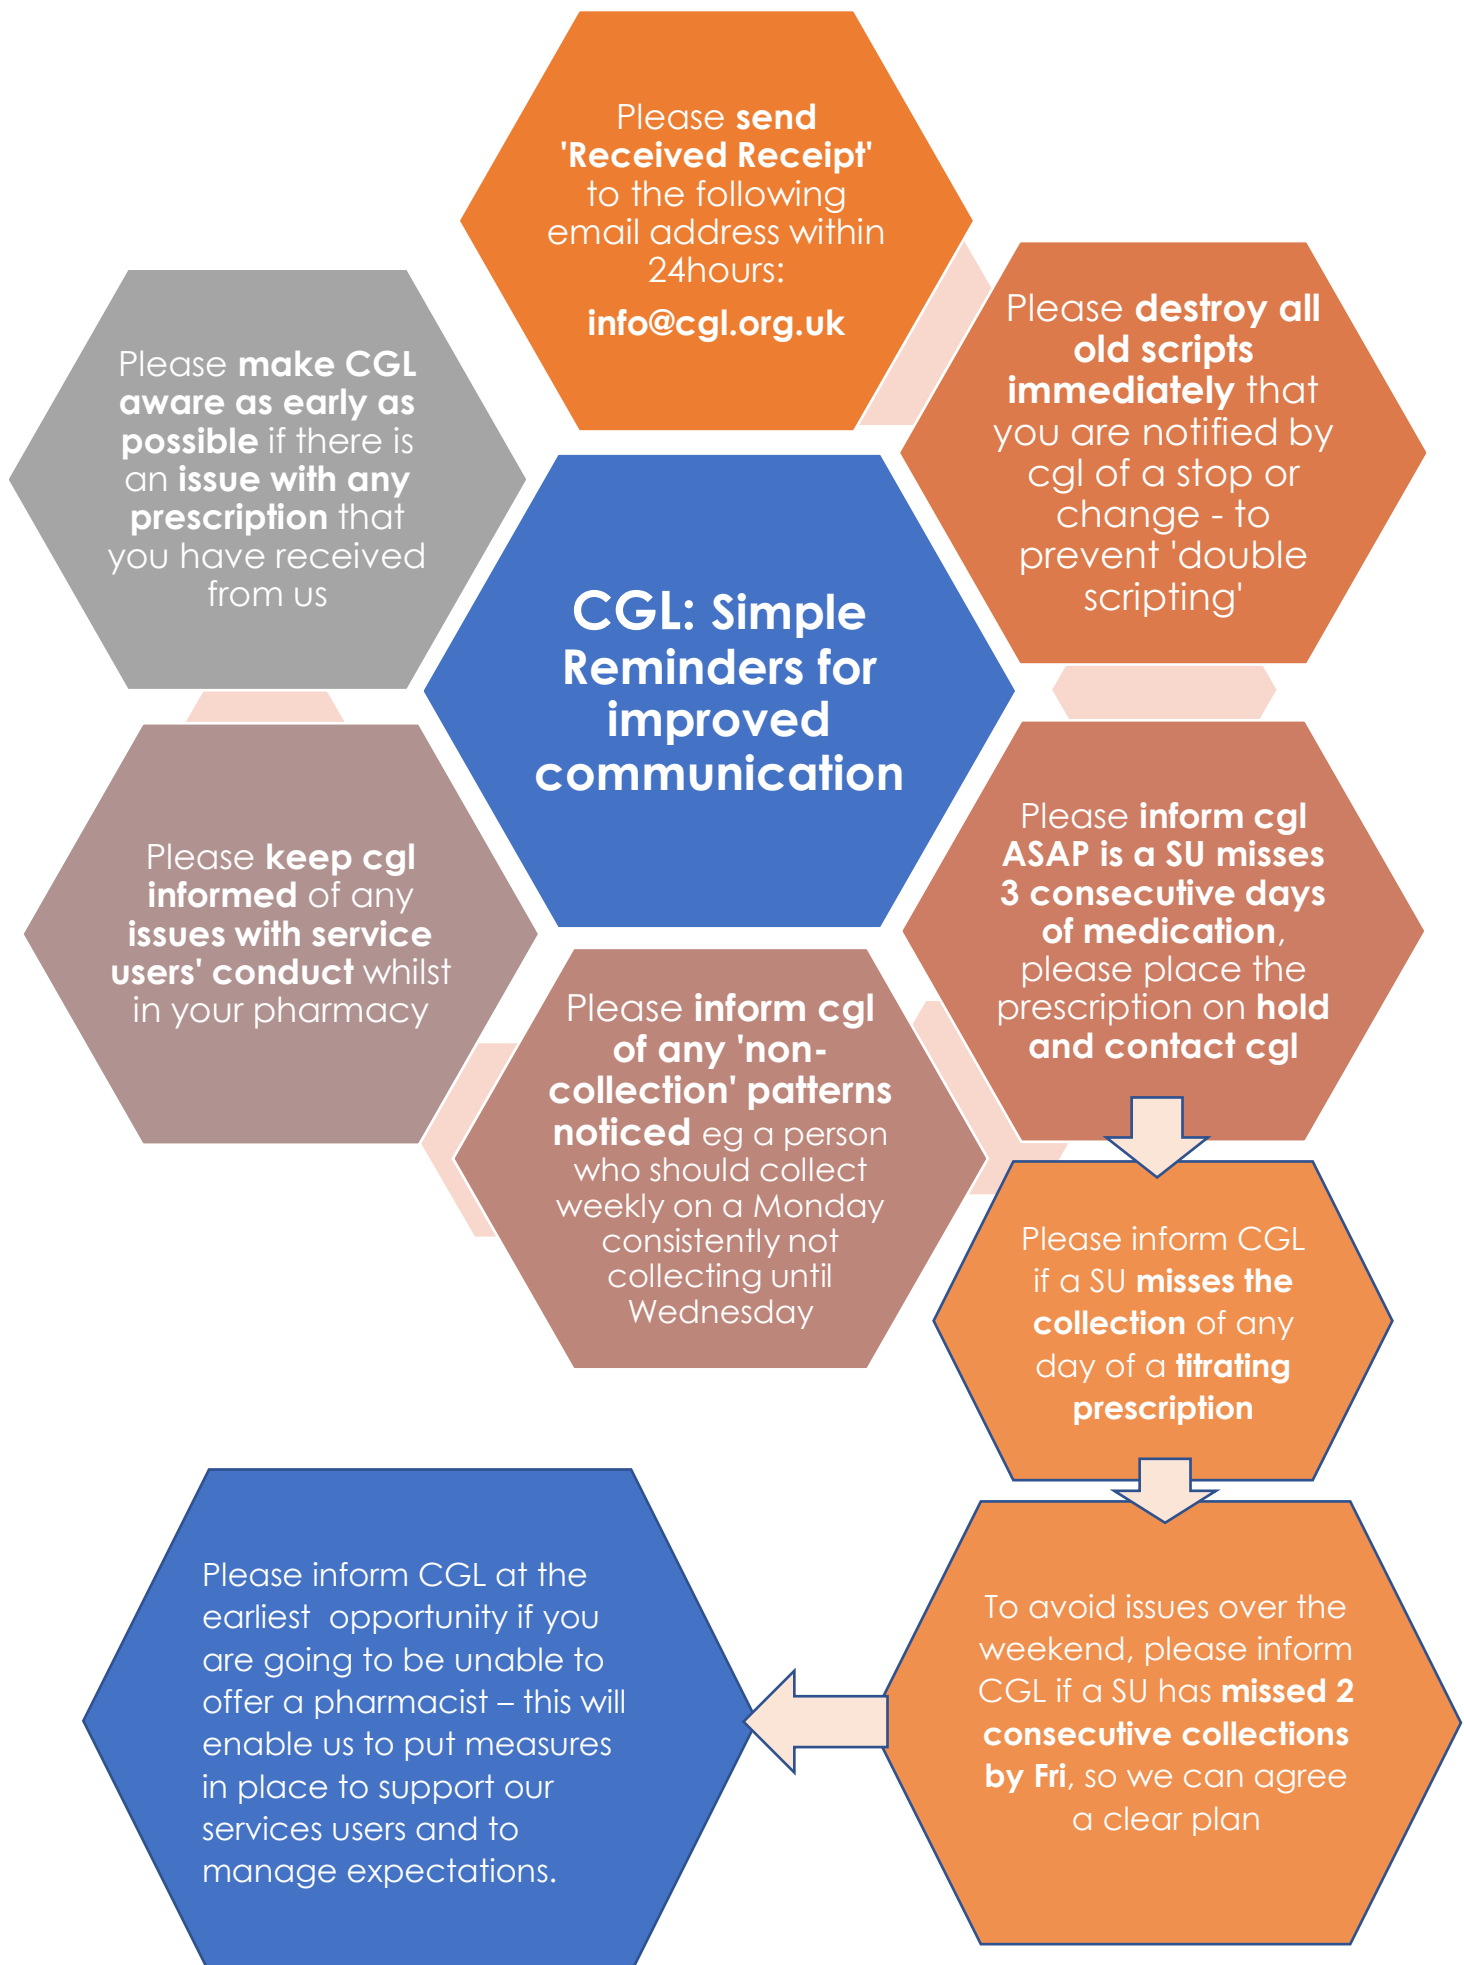 Please send
'Received Receipt'
to the following
email address within
24hours:
info@cgl.org.uk
Please destroy all
old scripts
immediately that
you are notified by
cgl of a stop or
change - to
prevent 'double
scripting'
Please make CGL
aware as early as
possible if there is
an issue with any
prescription that
you have received
from us
CGL: Simple
Reminders for
improved
communication
Please inform cgl
ASAP is a SU misses
3 consecutive days
of medication,
please place the
prescription on hold
and contact cgl
Please keep cgl
informed of any
issues with service
users' conduct whilst
in your pharmacy
Please inform cgl
of any 'non-
collection' patterns
noticed eg a person
who should collect
weekly on a Monday
consistently not
collecting until
Wednesday
Please inform CGL
if a SU misses the
collection of any
day of a titrating
prescription
To avoid issues over the
weekend, please inform
CGL if a SU has missed 2
consecutive collections
by Fri, so we can agree
a clear plan
Please inform CGL at the
earliest  opportunity if you
are going to be unable to
offer a pharmacist – this will
enable us to put measures
in place to support our
services users and to
manage expectations.